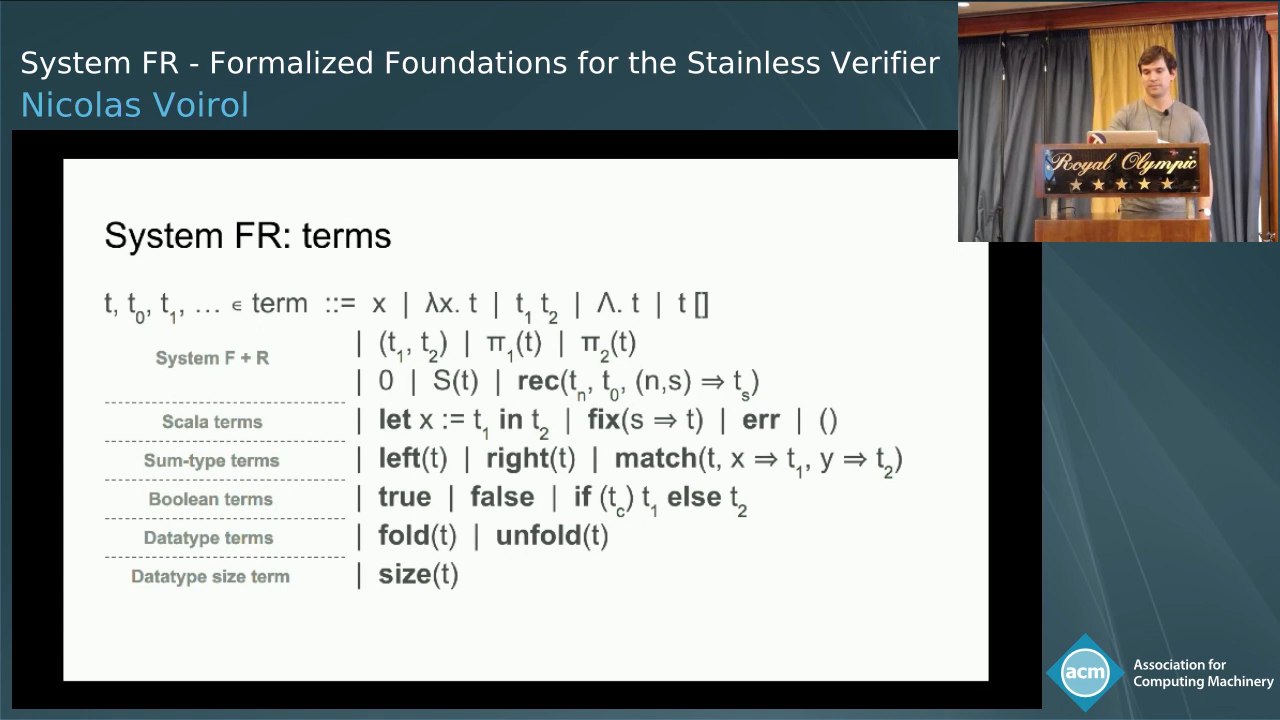 System FR - Formalized Foundations for the Stainless Verifier
Nicolas Voirol
Royal Olympic
System FR: terms
t, t0, t1, … ∊ term ::= x | λx. t | t1 t2 | Λ. t | t []
System F + R | (t1, t2) | π1(t) | π2(t)
| 0 | S(t) | rec(tn, t0, (n,s) ⇒ ts)
Scala terms | let x := t1 in t2 | fix(s ⇒ t) | err | ()
Sum-type terms | left(t) | right(t) | match(t, x ⇒ t1, y ⇒ t2)
Boolean terms | true | false | if (tc) t1 else t2
Datatype terms | fold(t) | unfold(t)
Datatype size term | size(t)
acm
Association for
Computing Machinery